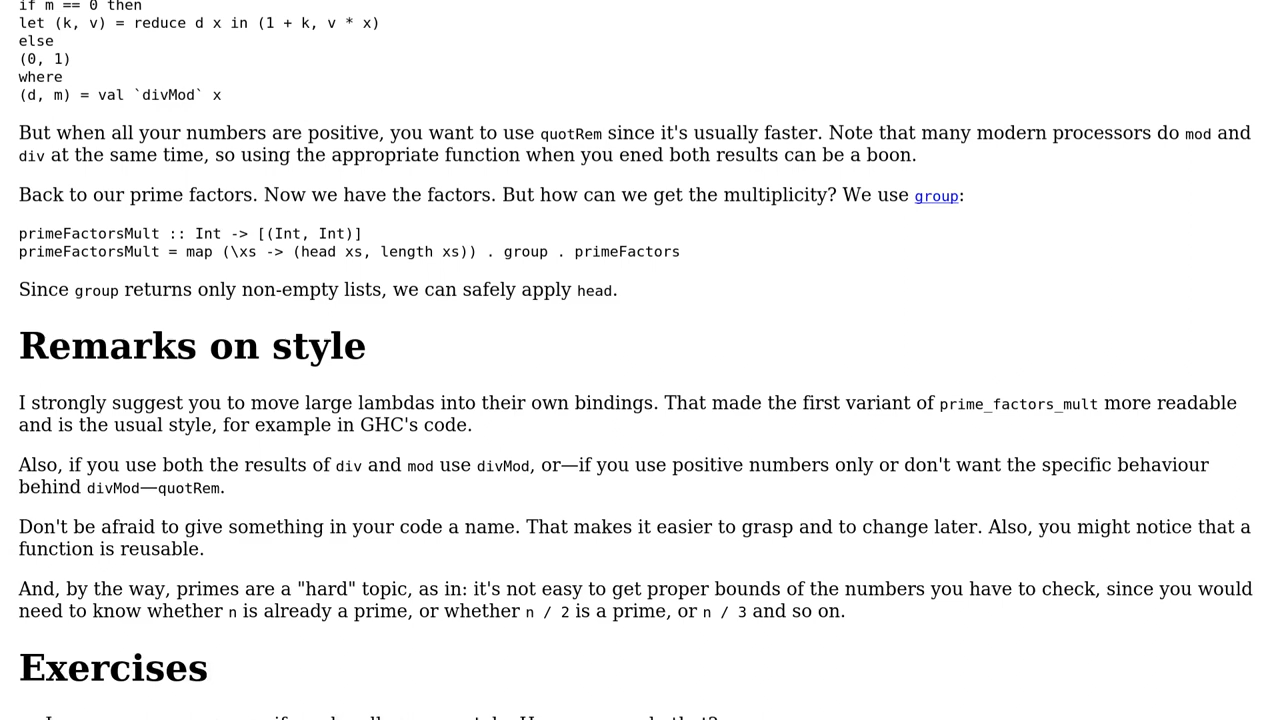 if m == 0 then
let (k, v) = reduce d x in (1 + k, v * x)
else
(0, 1)
where
(d, m) = val `divMod` x
But when all your numbers are positive, you want to use quotRem since it's usually faster. Note that many modern processors do mod and
div at the same time, so using the appropriate function when you ened both results can be a boon.
Back to our prime factors. Now we have the factors. But how can we get the multiplicity? We use group:
primeFactorsMult :: Int -> [(Int, Int)]
primeFactorsMult = map (\xs -> (head xs, length xs)) . group . primeFactors
Since group returns only non-empty lists, we can safely apply head.
Remarks on style
I strongly suggest you to move large lambdas into their own bindings. That made the first variant of prime_factors_mult more readable
and is the usual style, for example in GHC's code.
Also, if you use both the results of div and mod use divMod, or—if you use positive numbers only or don't want the specific behaviour
behind divMod—quotRem.
Don't be afraid to give something in your code a name. That makes it easier to grasp and to change later. Also, you might notice that a
function is reusable.
And, by the way, primes are a "hard" topic, as in: it's not easy to get proper bounds of the numbers you have to check, since you would
need to know whether n is already a prime, or whether n / 2 is a prime, or n / 3 and so on.
Exercises